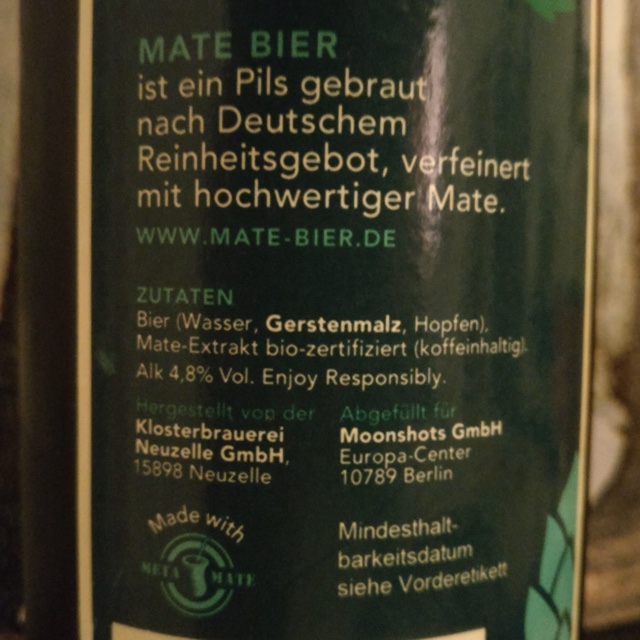 MATE BIER
ist ein Pils gebraut
nach Deutschem
Reinheitsgebot, verfeinert
mit hochwertiger Mate.
WWW.MATE-BIER.DE
ZUTATEN
Bier (Wasser, Gerstenmalz, Hopfen),
Mate-Extrakt bio-zertifiziert (koffeinhaltig).
Alk 4,8% Vol. Enjoy Responsibly.
Hergestellt von der
Klosterbrauerei
Neuzelle GmbH,
15898 Neuzelle
Abgefüllt für
Moonshots GmbH
Europa-Center
10789 Berlin
Made with
META MATE
Mindesthalt-
barkeitsdatum
siehe Vorderetikett